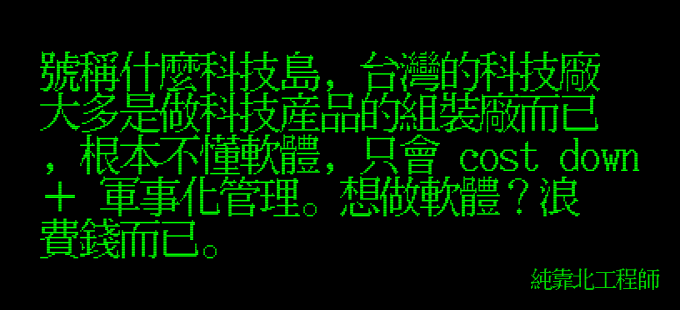 號稱什麼科技島，台灣的科技廠
大多是做科技產品的組裝廠而已
，根本不懂軟體，只會 cost down
＋ 軍事化管理。想做軟體？浪
費錢而已。
純靠北工程師